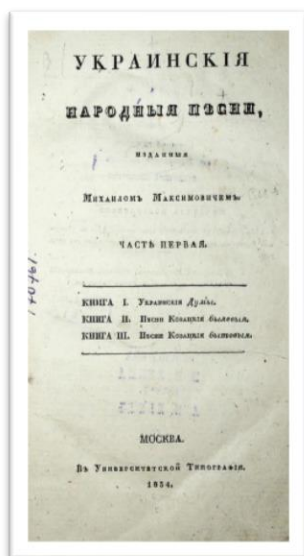 УКРАИНСКІЯ
НАРОДНЫЯ ПѢСНИ,
ИЗДАННЫЯ
Михаиломъ Максимовичемъ.
ЧАСТЬ ПЕРВАЯ.
КНИГА I. Украинскія Думы.
КНИГА II. Пѣсни Козацкія былевыя.
КНИГА III. Пѣсни Козацкія бытовыя.
МОСКВА.
Въ Университетской Типографіи.
1834.